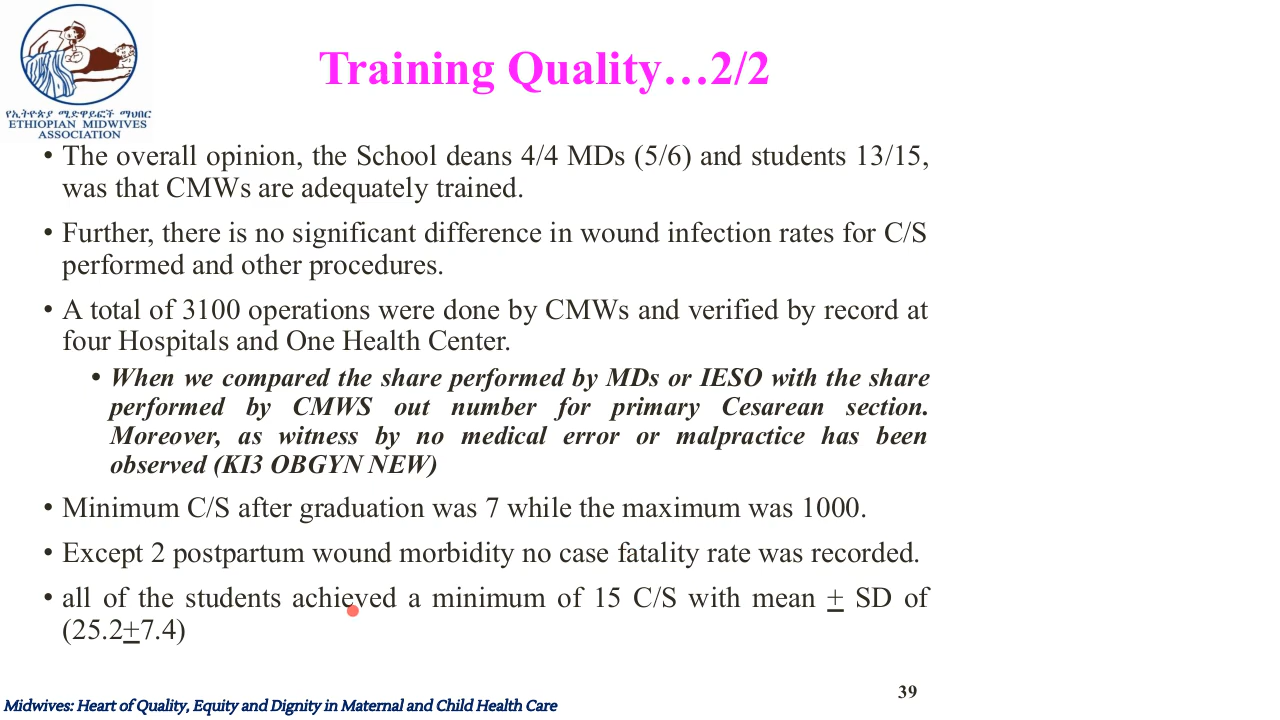 የኢትዮጵያ ሚድዋይፎች ማህበር
ETHIOPIAN MIDWIVES
ASSOCIATION
Training Quality…2/2
• The overall opinion, the School deans 4/4 MDs (5/6) and students 13/15,
was that CMWs are adequately trained.
• Further, there is no significant difference in wound infection rates for C/S
performed and other procedures.
• A total of 3100 operations were done by CMWs and verified by record at
four Hospitals and One Health Center.
• When we compared the share performed by MDs or IESO with the share
performed by CMWS out number for primary Cesarean section.
Moreover, as witness by no medical error or malpractice has been
observed (KI3 OBGYN NEW)
• Minimum C/S after graduation was 7 while the maximum was 1000.
• Except 2 postpartum wound morbidity no case fatality rate was recorded.
• all of the students achieved a minimum of 15 C/S with mean + SD of
(25.2+7.4)
39
Midwives: Heart of Quality, Equity and Dignity in Maternal and Child Health Care